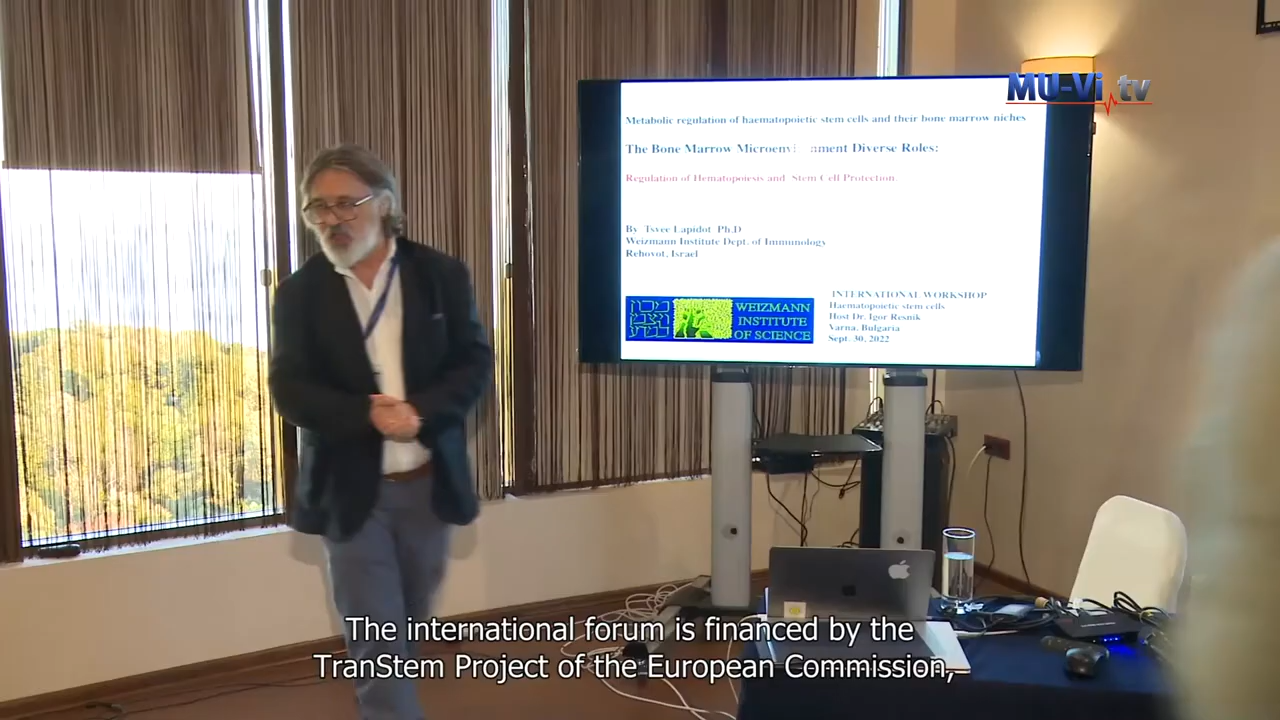 MU-Vi.tv
Metabolic regulation of haematopoietic stem cells and their bone marrow niches
The Bone Marrow Diverse Roles:
Regulation of Hematopoiesis and Stem Cell Protection.
By Tsvee Lapidot Ph.D
Weizmann Institute Dept. of Immunology
Rehovot, Israel
מכון
ויצמן
למדע
WEIZMANN
INSTITUTE
OF SCIENCE
INTERNATIONAL WORKSHOP
Haematopoietic stem cells
Host Dr. Igor Resnik
Varna, Bulgaria
Sept. 30, 2022
The international forum is financed by the
TranStem Project of the European Commission,